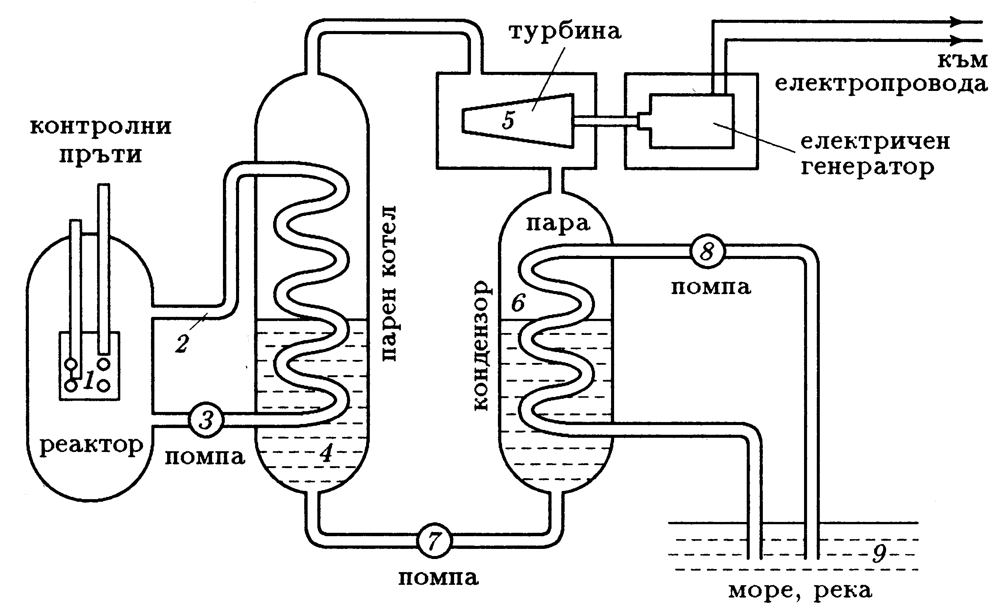 турбина
към
електропровода
5
контролни
пръти
електричен
генератор
парен котел
пара
8
помпа
кондензор
6
2
1
3
реактор
помпа
4
7
помпа
9
море, река